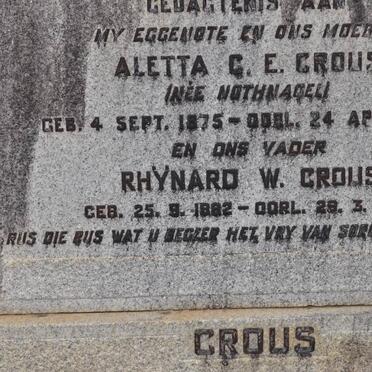 GEDAGTENIS AAN
MY EGGENOTE EN ONS MOED
ALETTA C. E. CROUS
(NÉE NOTHNAGEL)
GEB. 4 SEPT. 1875 - OORL. 24 AP
EN ONS VADER
RHYNARD W. CROUS
GEB. 25. 9. 1882 - OORL. 28. 3.
RUS DIE RUS WAT U BEGEER HET, VRY VAN SORG
CROUS